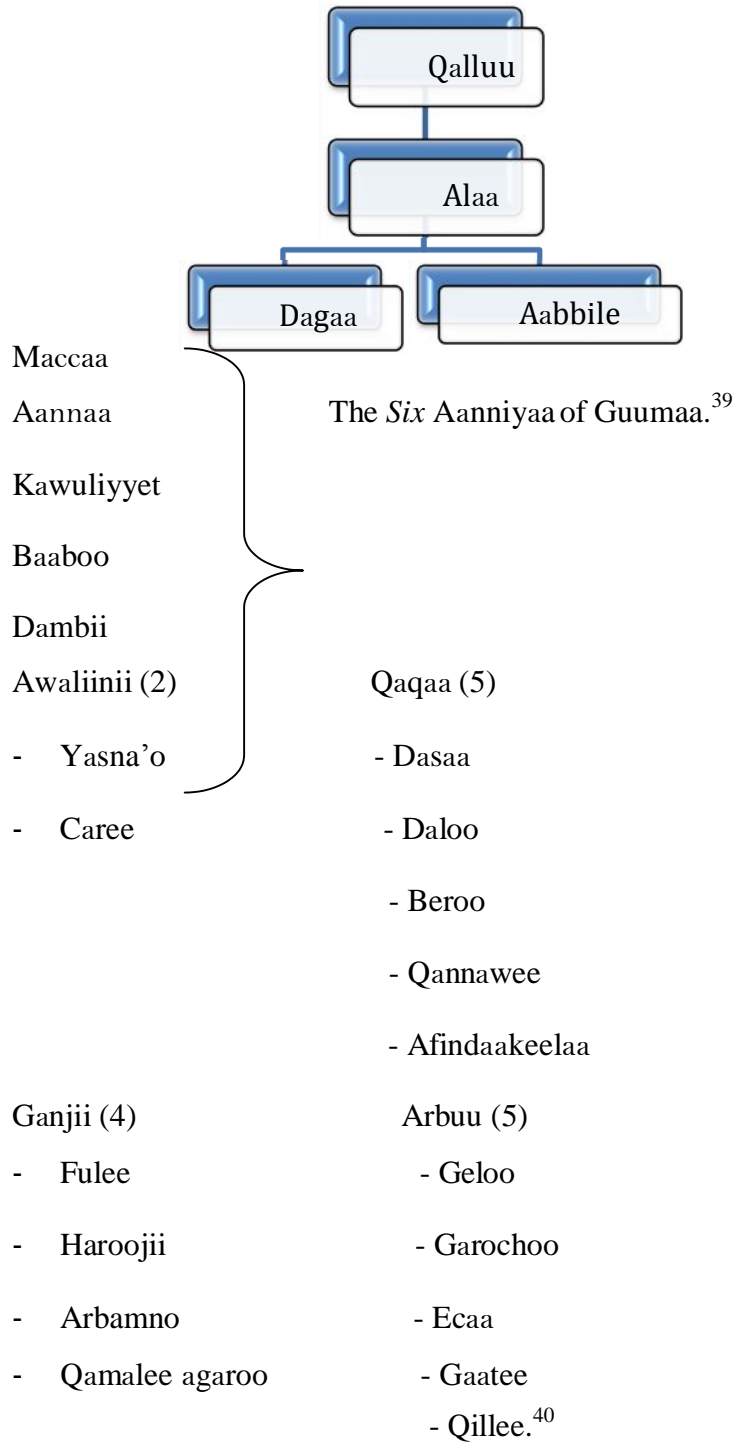 Qalluu
Alaa
Dagaa Aabbile
Maccaa
Aannaa The Six Aanniyaa of Guumaa.39
Kawuliyyet
Baaboo
Dambii
Awaliinii (2) Qaqaa (5)
- Yasna’o - Dasaa
- Caree - Daloo
- Beroo
- Qannawee
- Afindaakeelaa
Ganjii (4) Arbuu (5)
- Fulee - Geloo
- Haroojii - Garochoo
- Arbamno - Ecaa
- Qamalee agaroo - Gaatee
- Qillee.40